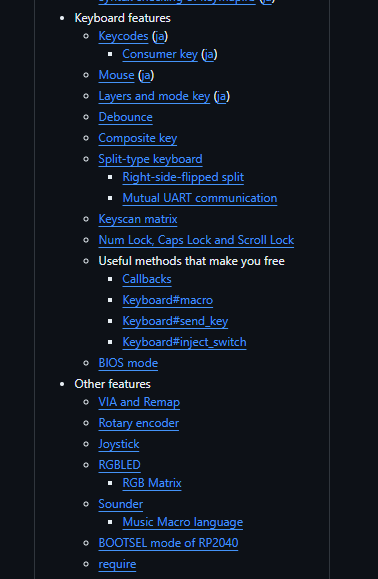 Keyboard features
Keycodes (ja)
Consumer key (ja)
Mouse (ja)
Layers and mode key (ja)
Debounce
Composite key
Split-type keyboard
Right-side-flipped split
Mutual UART communication
Keyscan matrix
Num Lock, Caps Lock and Scroll Lock
Useful methods that make you free
Callbacks
Keyboard#macro
Keyboard#send_key
Keyboard#inject_switch
BIOS mode
Other features
VIA and Remap
Rotary encoder
Joystick
RGBLED
RGB Matrix
Sounder
Music Macro language
BOOTSEL mode of RP2040
require